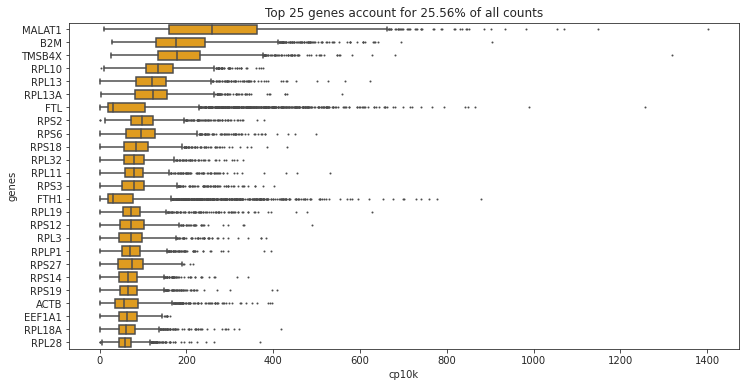 Top 25 genes account for 25.56% of all counts
MALAT1
B2M
TMSB4X
RPL10
RPL13
RPL13A
FTL
RPS2
RPS6
RPS18
RPL32
RPL11
RPS3
FTH1
RPL19
RPS12
RPL3
RPLP1
RPS27
RPS14
RPS19
ACTB
EEF1A1
RPL18A
RPL28
genes
0 200 400 600 800 1000 1200 1400
cp10k